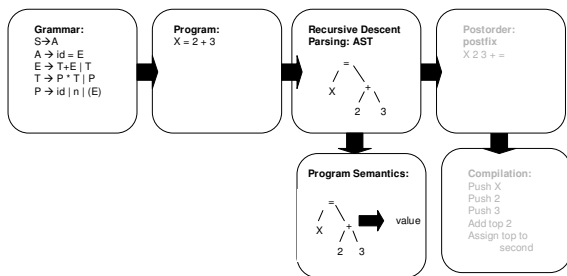 Grammar:
S→A
A → id = E
E → T+E | T
T → P * T | P
P → id | n | (E)
Program:
X = 2 + 3
Recursive Descent
Parsing: AST
=
X
+
2 3
Postorder:
postfix
X 2 3 + =
Program Semantics:
=
X
+
2 3
value
Compilation:
Push X
Push 2
Push 3
Add top 2
Assign top to
second